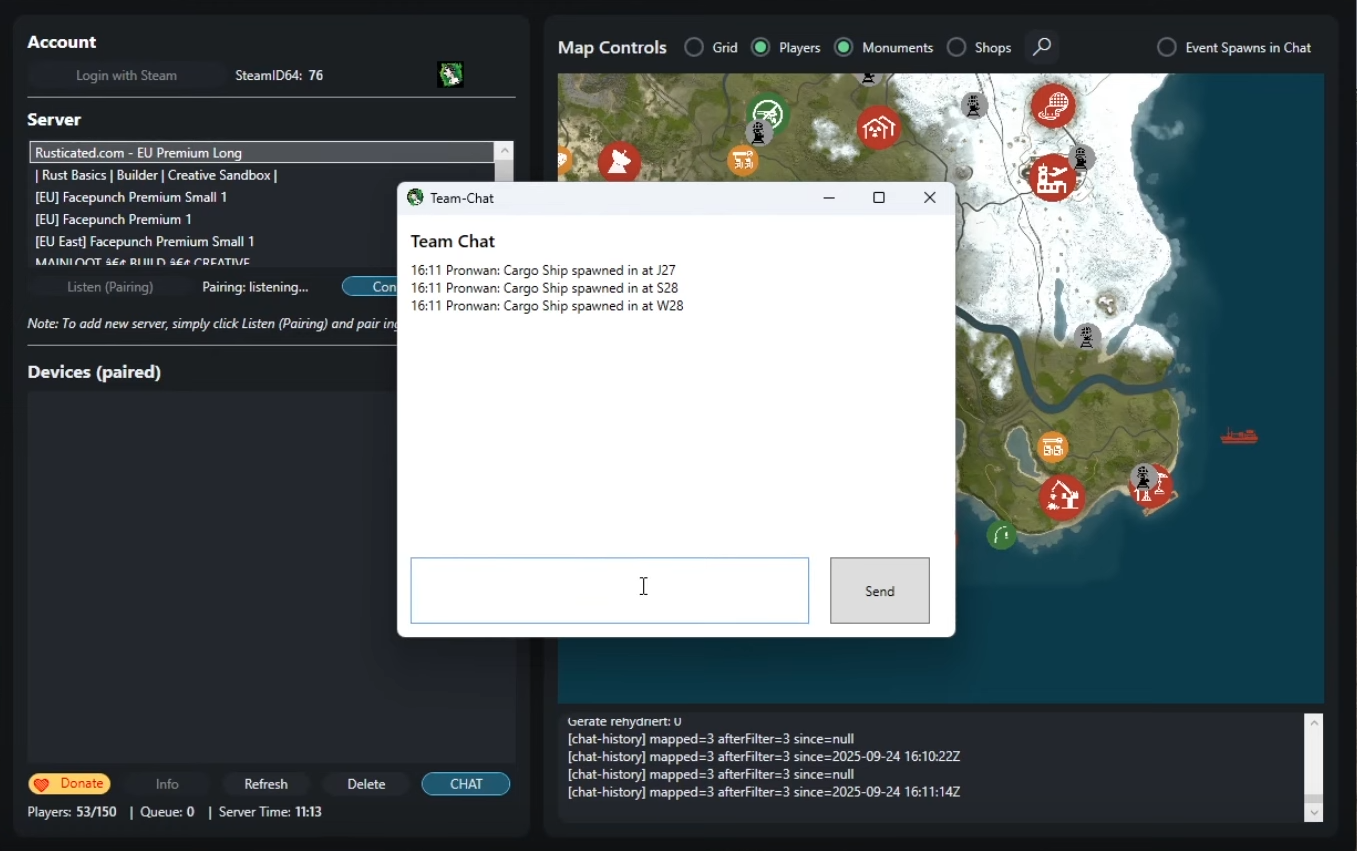 Account
Login with Steam SteamID64: 76
Server
Rusticated.com - EU Premium Long
| Rust Basics | Builder | Creative Sandbox |
[EU] Facepunch Premium Small 1
[EU] Facepunch Premium 1
[EU East] Facepunch Premium Small 1
MAINLOOT â€¢ BUILD â€¢ CREATIVE
Listen (Pairing) Pairing: listening... Con
Note: To add new server, simply click Listen (Pairing) and pair ing
Devices (paired)
Donate Info Refresh Delete CHAT
Players: 53/150 | Queue: 0 | Server Time: 11:13
Map Controls Grid Players Monuments Shops Event Spawns in Chat
Team-Chat
Team Chat
16:11 Pronwan: Cargo Ship spawned in at J27
16:11 Pronwan: Cargo Ship spawned in at S28
16:11 Pronwan: Cargo Ship spawned in at W28
Send
Geräte rehydriert: 0
[chat-history] mapped=3 afterFilter=3 since=null
[chat-history] mapped=3 afterFilter=3 since=2025-09-24 16:10:22Z
[chat-history] mapped=3 afterFilter=3 since=null
[chat-history] mapped=3 afterFilter=3 since=2025-09-24 16:11:14Z